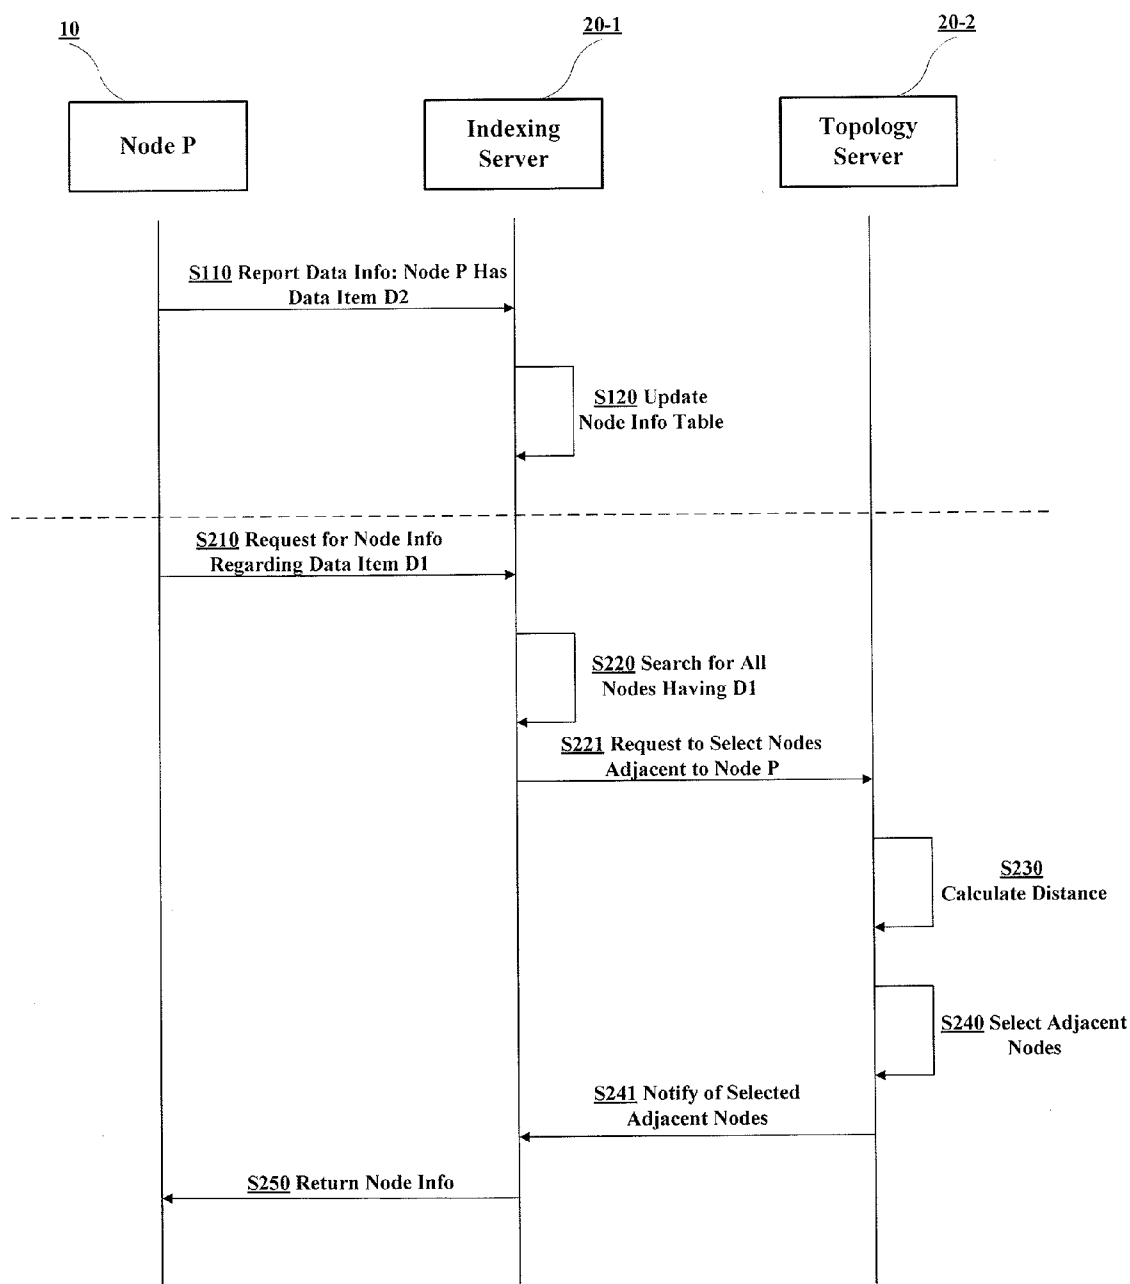 10
20-1
20-2
Node P
Indexing
Server
Topology
Server
S110 Report Data Info: Node P Has
Data Item D2
S120 Update
Node Info Table
S210 Request for Node Info
Regarding Data Item D1
S220 Search for All
Nodes Having D1
S221 Request to Select Nodes
Adjacent to Node P
S230
Calculate Distance
S240 Select Adjacent
Nodes
S241 Notify of Selected
Adjacent Nodes
S250 Return Node Info